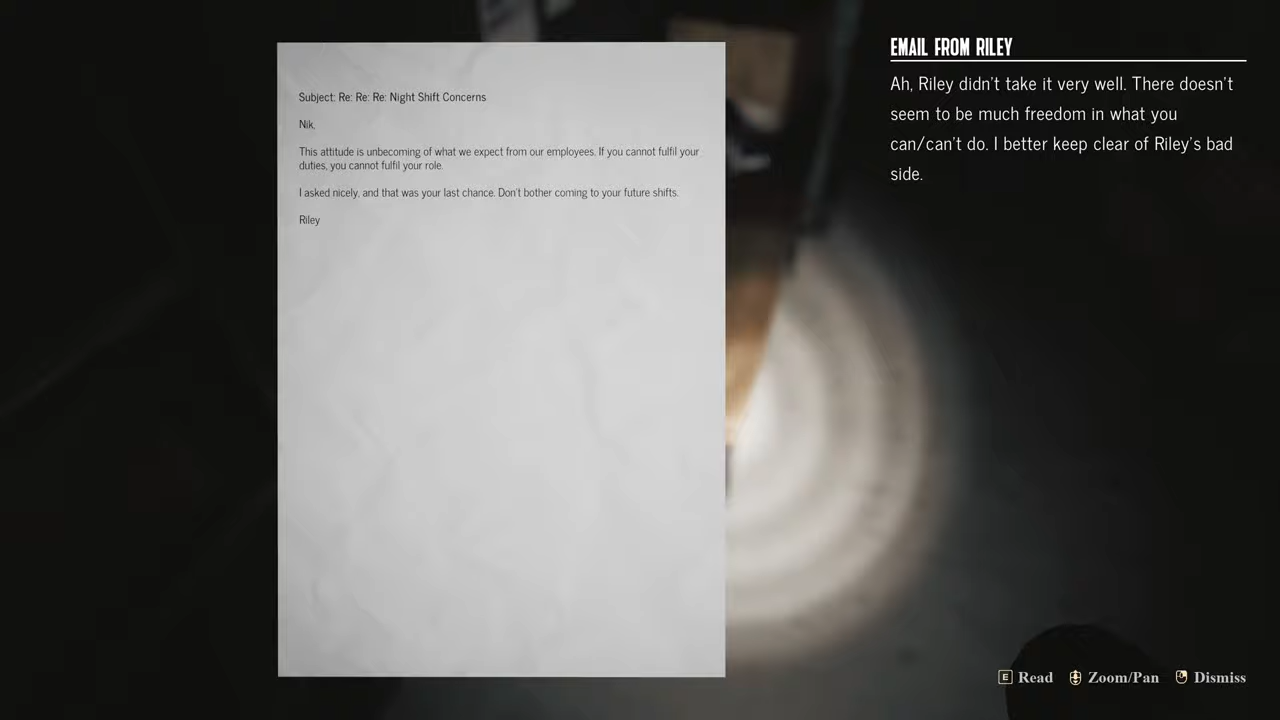 Subject: Re: Re: Re: Night Shift Concerns
Nik,
This attitude is unbecoming of what we expect from our employees. If you cannot fulfil your
duties, you cannot fulfil your role.
I asked nicely, and that was your last chance. Don't bother coming to your future shifts.
Riley
EMAIL FROM RILEY
Ah, Riley didn't take it very well. There doesn't
seem to be much freedom in what you
can/can't do. I better keep clear of Riley's bad
side.
E Read Zoom/Pan Dismiss